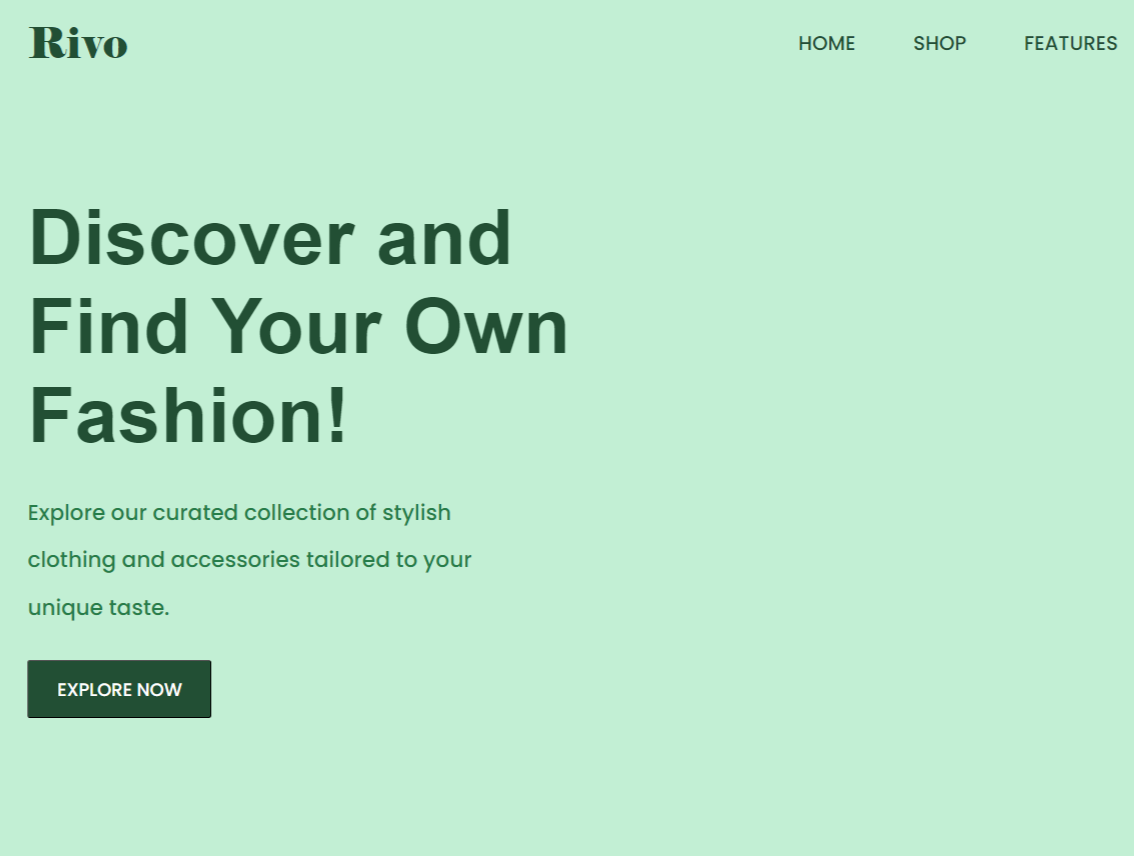 Rivo
HOME SHOP FEATURES
Discover and
Find Your Own
Fashion!
Explore our curated collection of stylish
clothing and accessories tailored to your
unique taste.
EXPLORE NOW